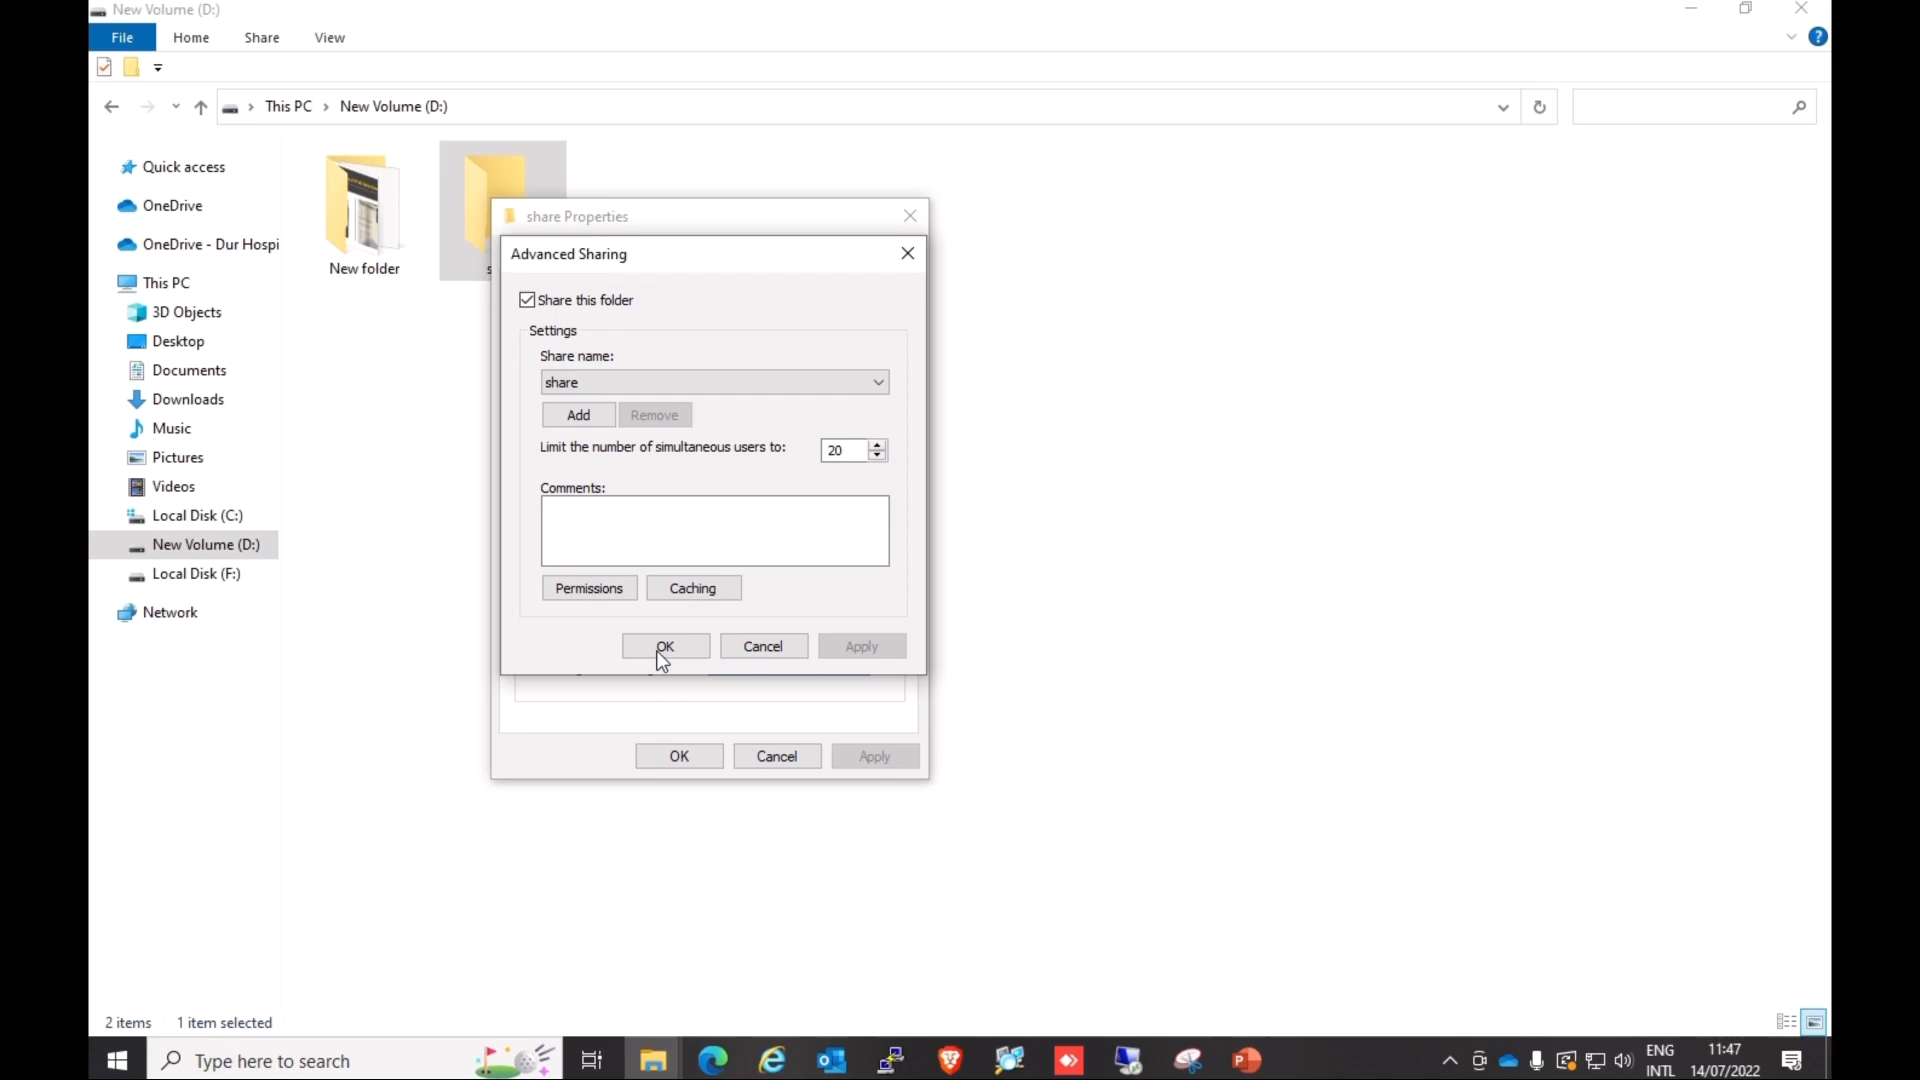 New Volume (D:)
File
Home
Share
View
This PC
New Volume (D:)
Quick access
OneDrive
OneDrive - Dur Hospi
This PC
3D Objects
Desktop
Documents
Downloads
Music
Pictures
Videos
Local Disk (C:)
New Volume (D:)
Local Disk (F:)
Network
New folder
share Properties
Advanced Sharing
Share this folder
Settings
Share name:
share
Add
Remove
Limit the number of simultaneous users to:
20
Comments:
Permissions
Caching
OK
Cancel
Apply
OK
Cancel
Apply
2 items
1 item selected
Type here to search
ENG
INTL
11:47
14/07/2022